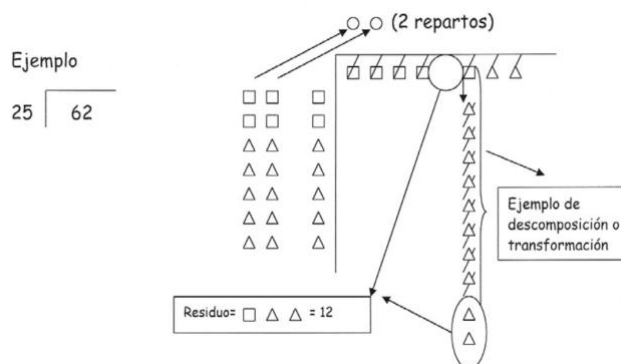 (2 repartos)
Ejemplo
25 62
Ejemplo de
descomposición o
transformación
Residuo= □ △ △ = 12